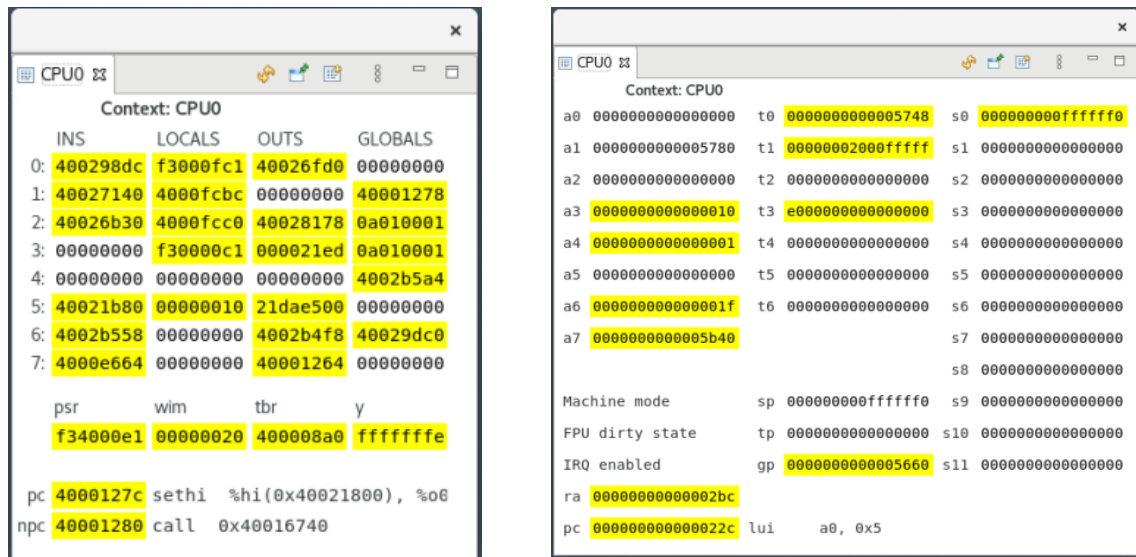 CPU0
Context: CPU0
INS LOCALS OUTS GLOBALS
0: 400298dc f3000fc1 40026fd0 00000000
1: 40027140 4000fcbc 00000000 40001278
2: 40026b30 4000fcc0 40028178 0a010001
3: 00000000 f30000c1 000021ed 0a010001
4: 00000000 00000000 00000000 4002b5a4
5: 40021b80 00000010 21dae500 00000000
6: 4002b558 00000000 4002b4f8 40029dc0
7: 4000e664 00000000 40001264 00000000
psr wim tbr y
f34000e1 00000020 400008a0 fffffffe
pc 4000127c sethi %hi(0x40021800), %o0
npc 40001280 call 0x40016740
CPU0
Context: CPU0
a0 0000000000000000 t0 0000000000005748 s0 000000000ffffff0
a1 0000000000005780 t1 00000002000fffff s1 0000000000000000
a2 0000000000000000 t2 0000000000000000 s2 0000000000000000
a3 0000000000000010 t3 e000000000000000 s3 0000000000000000
a4 0000000000000001 t4 0000000000000000 s4 0000000000000000
a5 0000000000000000 t5 0000000000000000 s5 0000000000000000
a6 000000000000001f t6 0000000000000000 s6 0000000000000000
a7 0000000000005b40 s7 0000000000000000
s8 0000000000000000
Machine mode sp 000000000ffffff0 s9 0000000000000000
FPU dirty state tp 0000000000000000 s10 0000000000000000
IRQ enabled gp 0000000000005660 s11 0000000000000000
ra 00000000000002bc
pc 000000000000022c lui a0, 0x5